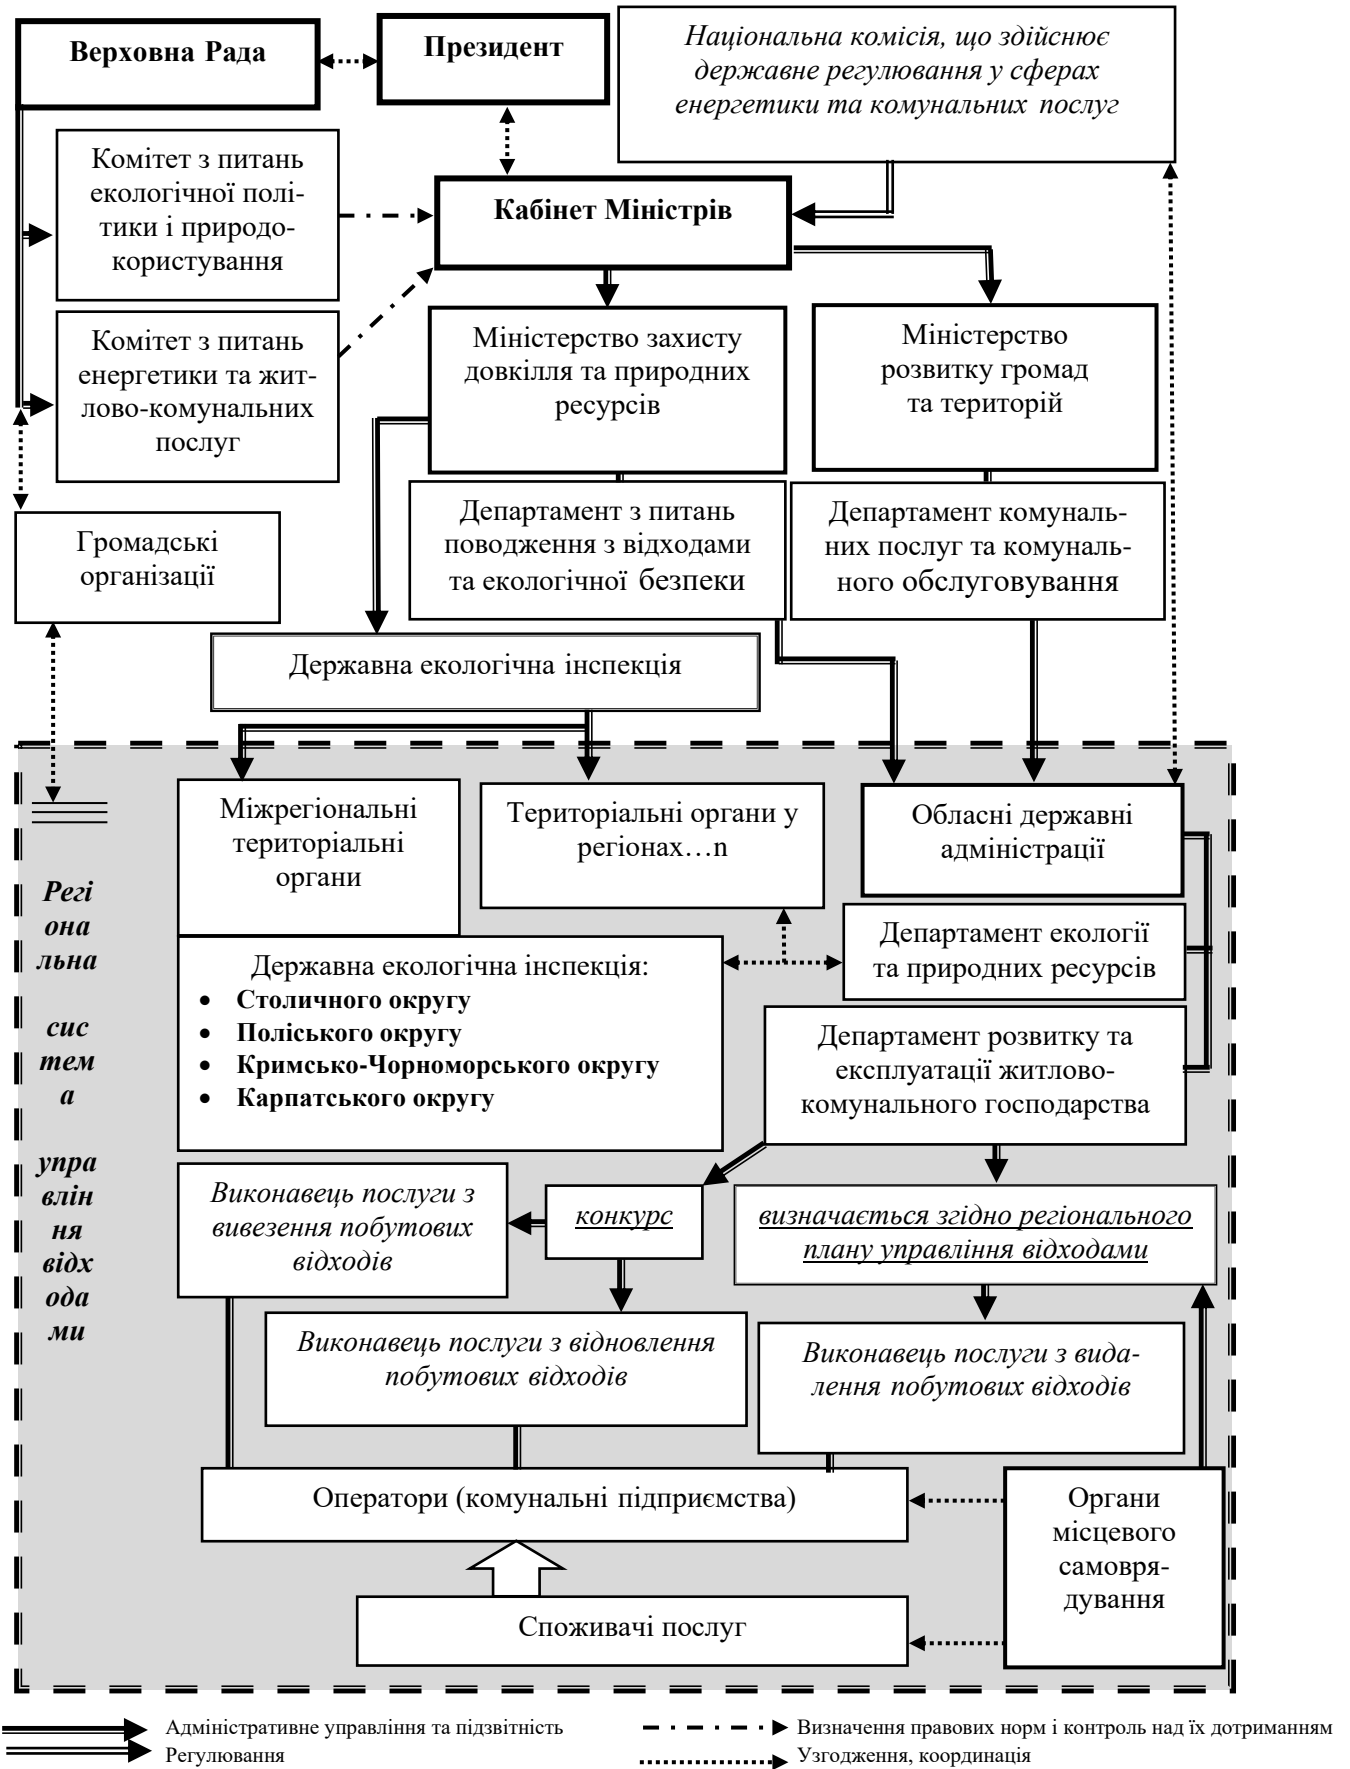 Верховна Рада
Президент
Національна комісія, що здійснює
державне регулювання у сферах
енергетики та комунальних послуг
Комітет з питань
екологічної полі-
тики і природо-
користування
Кабінет Міністрів
Комітет з питань
енергетики та жит-
лово-комунальних
послуг
Міністерство захисту
довкілля та природних
ресурсів
Міністерство
розвитку громад
та територій
Громадські
організації
Департамент з питань
поводження з відходами
та екологічної безпеки
Департамент комуналь-
них послуг та комуналь-
ного обслуговування
Державна екологічна інспекція
Регі
она
льна
сис
тем
а
упра
влін
ня
відх
ода
ми
Міжрегіональні
територіальні
органи
Територіальні органи у
регіонах…n
Обласні державні
адміністрації
Державна екологічна інспекція:
• Столичного округу
• Поліського округу
• Кримсько-Чорноморського округу
• Карпатського округу
Департамент екології
та природних ресурсів
Департамент розвитку та
експлуатації житлово-
комунального господарства
Виконавець послуги з
вивезення побутових
відходів
конкурс
визначається згідно регіонального
плану управління відходами
Виконавець послуги з відновлення
побутових відходів
Виконавець послуги з вида-
лення побутових відходів
Оператори (комунальні підприємства)
Органи
місцевого
самовря-
дування
Споживачі послуг
Адміністративне управління та підзвітність
Регулювання
Визначення правових норм і контроль над їх дотриманням
Узгодження, координація